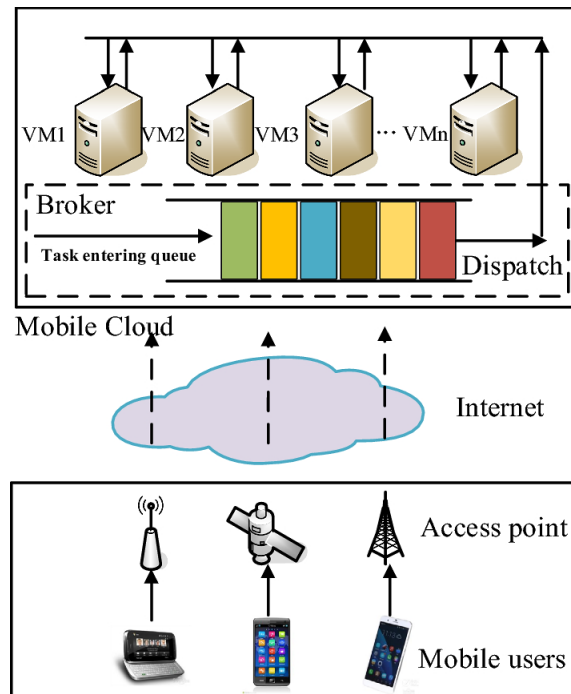 VM1 VM2 VM3 ··· VMn
Broker
Task entering queue
Dispatch
Mobile Cloud
Internet
Access point
Mobile users